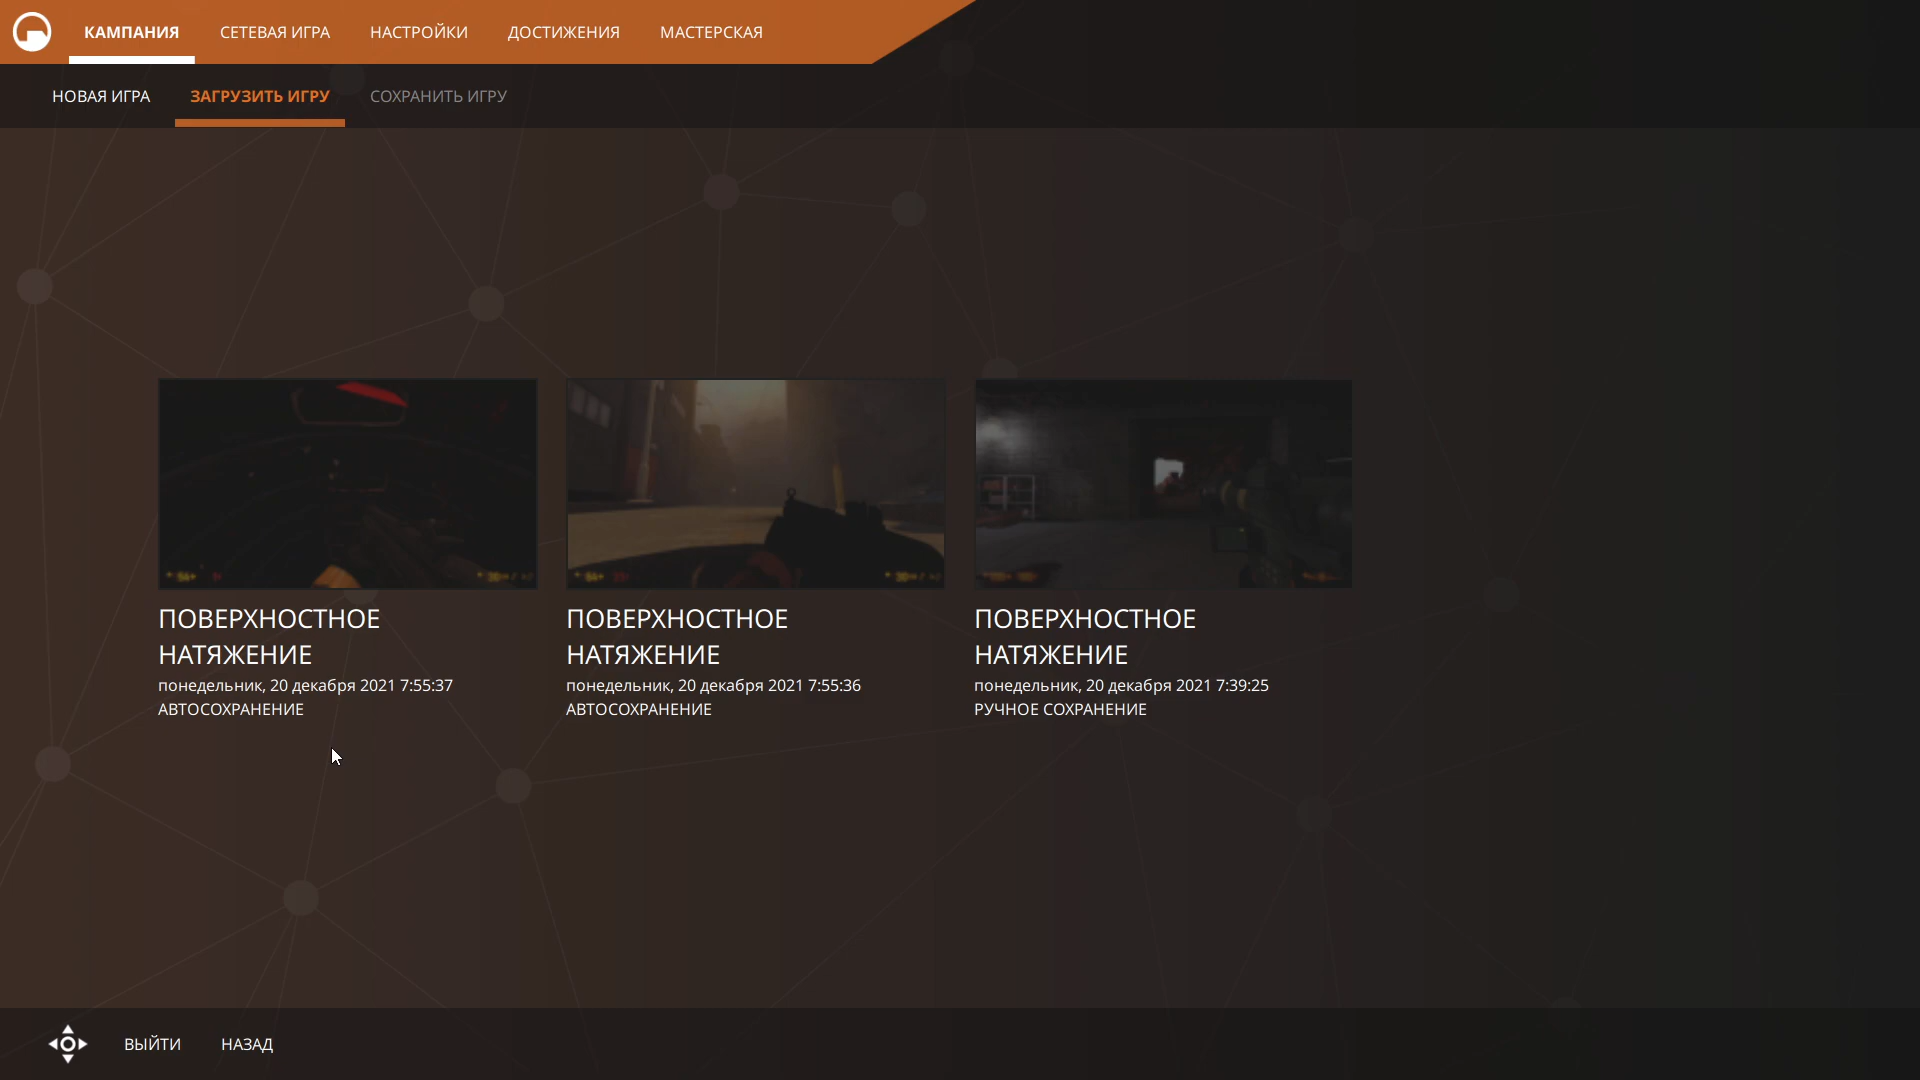 КАМПАНИЯ СЕТЕВАЯ ИГРА НАСТРОЙКИ ДОСТИЖЕНИЯ МАСТЕРСКАЯ
НОВАЯ ИГРА ЗАГРУЗИТЬ ИГРУ СОХРАНИТЬ ИГРУ
ПОВЕРХНОСТНОЕ
НАТЯЖЕНИЕ
понедельник, 20 декабря 2021 7:55:37
АВТОСОХРАНЕНИЕ
ПОВЕРХНОСТНОЕ
НАТЯЖЕНИЕ
понедельник, 20 декабря 2021 7:55:36
АВТОСОХРАНЕНИЕ
ПОВЕРХНОСТНОЕ
НАТЯЖЕНИЕ
понедельник, 20 декабря 2021 7:39:25
РУЧНОЕ СОХРАНЕНИЕ
ВЫЙТИ НАЗАД